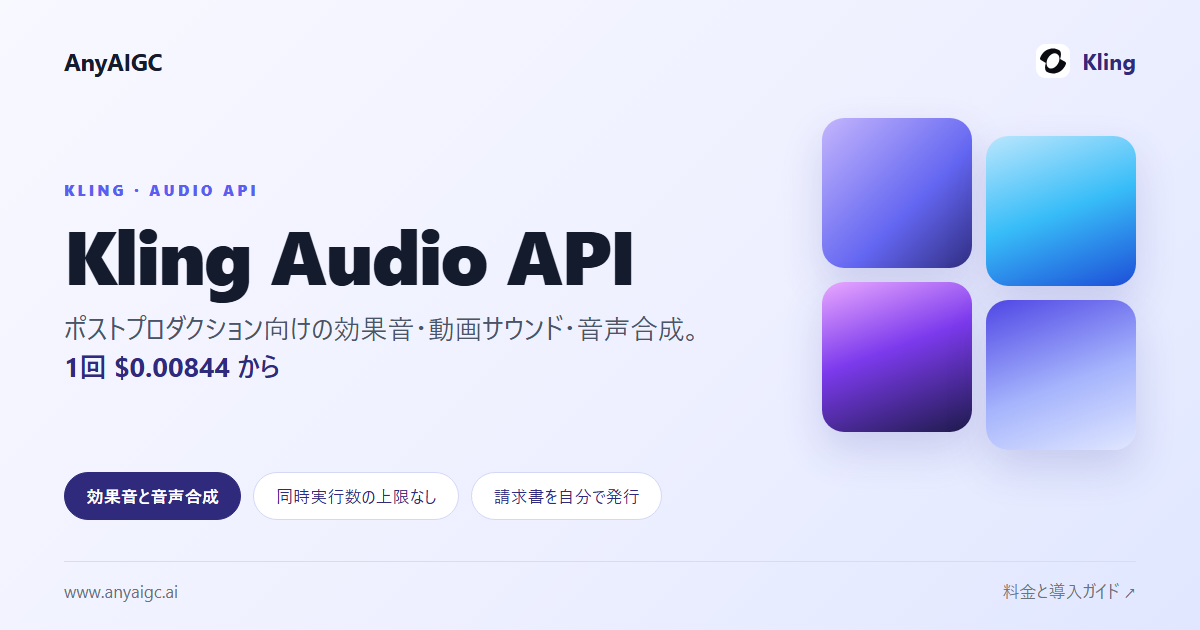 AnyAIGC
Kling
KLING · AUDIO API
Kling Audio API
ポストプロダクション向けの効果音・動画サウンド・音声合成。
1回 $0.00844 から
効果音と音声合成
同時実行数の上限なし
請求書を自分で発行
www.anyaigc.ai
料金と導入ガイド ↗